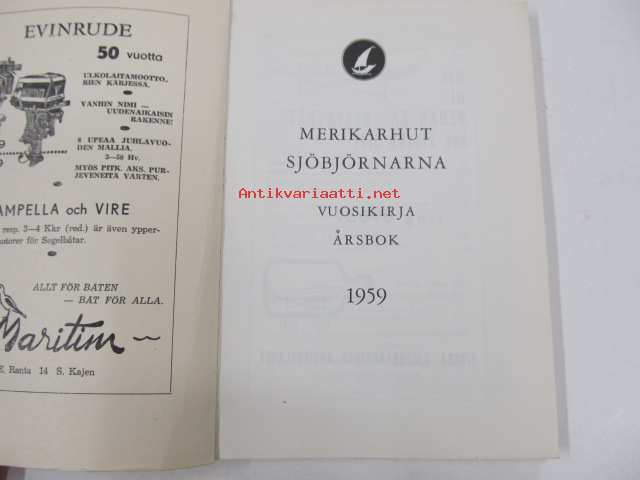 EVINRUDE
50 vuotta
ULKOLAITAMOOTTO-
RIEN KÄRJESSÄ.
VANHIN NIMI —
UUDENAIKAISIN
RAKENNE!
8 UPEAA JUHLAVUO-
DEN MALLIA.
3—50 Hv.
MYÖS PITK. AKS. PUR-
JEVENEITÄ VARTEN.
AMPELLA och VIRE
resp. 3—4 Kkr (red.) är även ypper-
motorer för Segelbåtar.
ALLT FÖR BÅTEN
— BÅT FÖR ALLA.
Maritim
E. Ranta 14 S. Kajen
MERIKARHUT
SJÖBJÖRNARNA
Antikvariaatti.net
VUOSIKIRJA
ÅRSBOK
1959